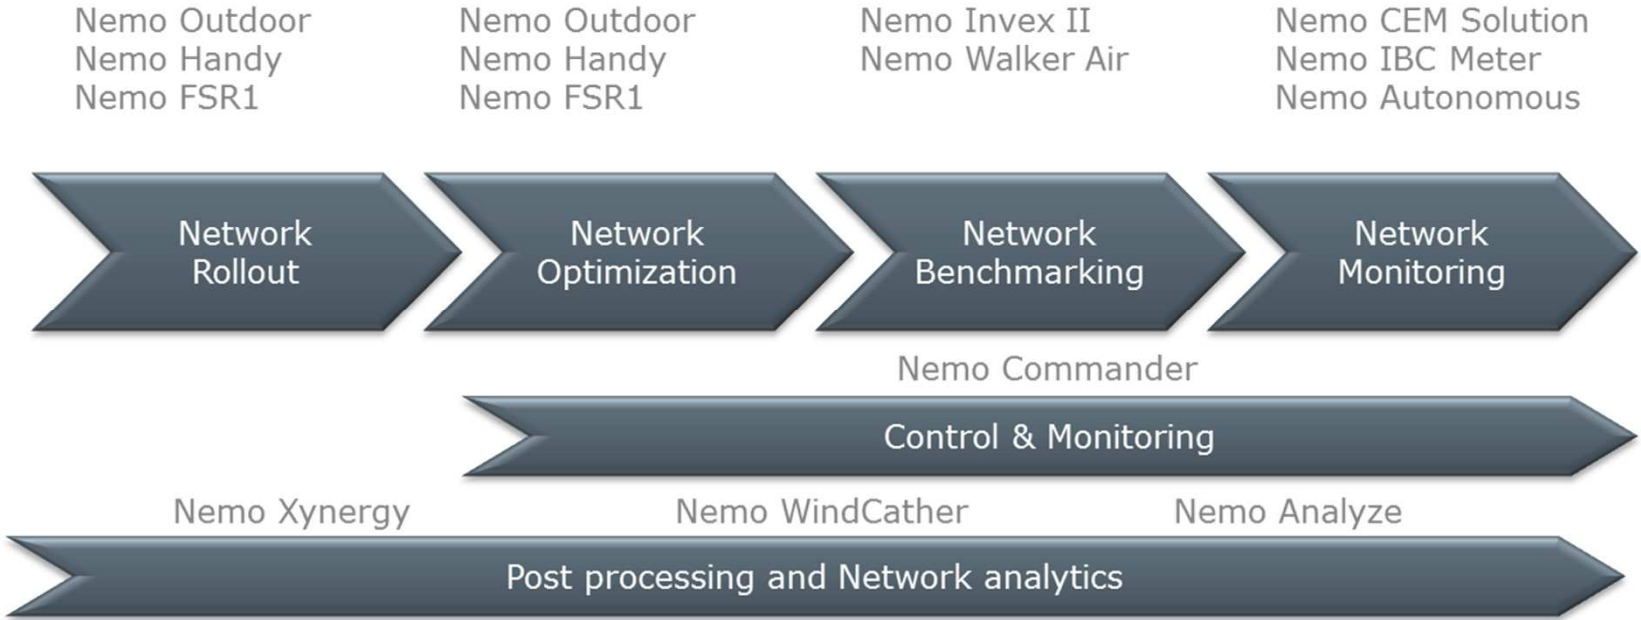 Nemo Outdoor
Nemo Handy
Nemo FSR1
Nemo Outdoor
Nemo Handy
Nemo FSR1
Nemo Invex II
Nemo Walker Air
Nemo CEM Solution
Nemo IBC Meter
Nemo Autonomous
Network
Rollout
Network
Optimization
Network
Benchmarking
Network
Monitoring
Nemo Commander
Control & Monitoring
Nemo Xynergy
Nemo WindCather
Nemo Analyze
Post processing and Network analytics